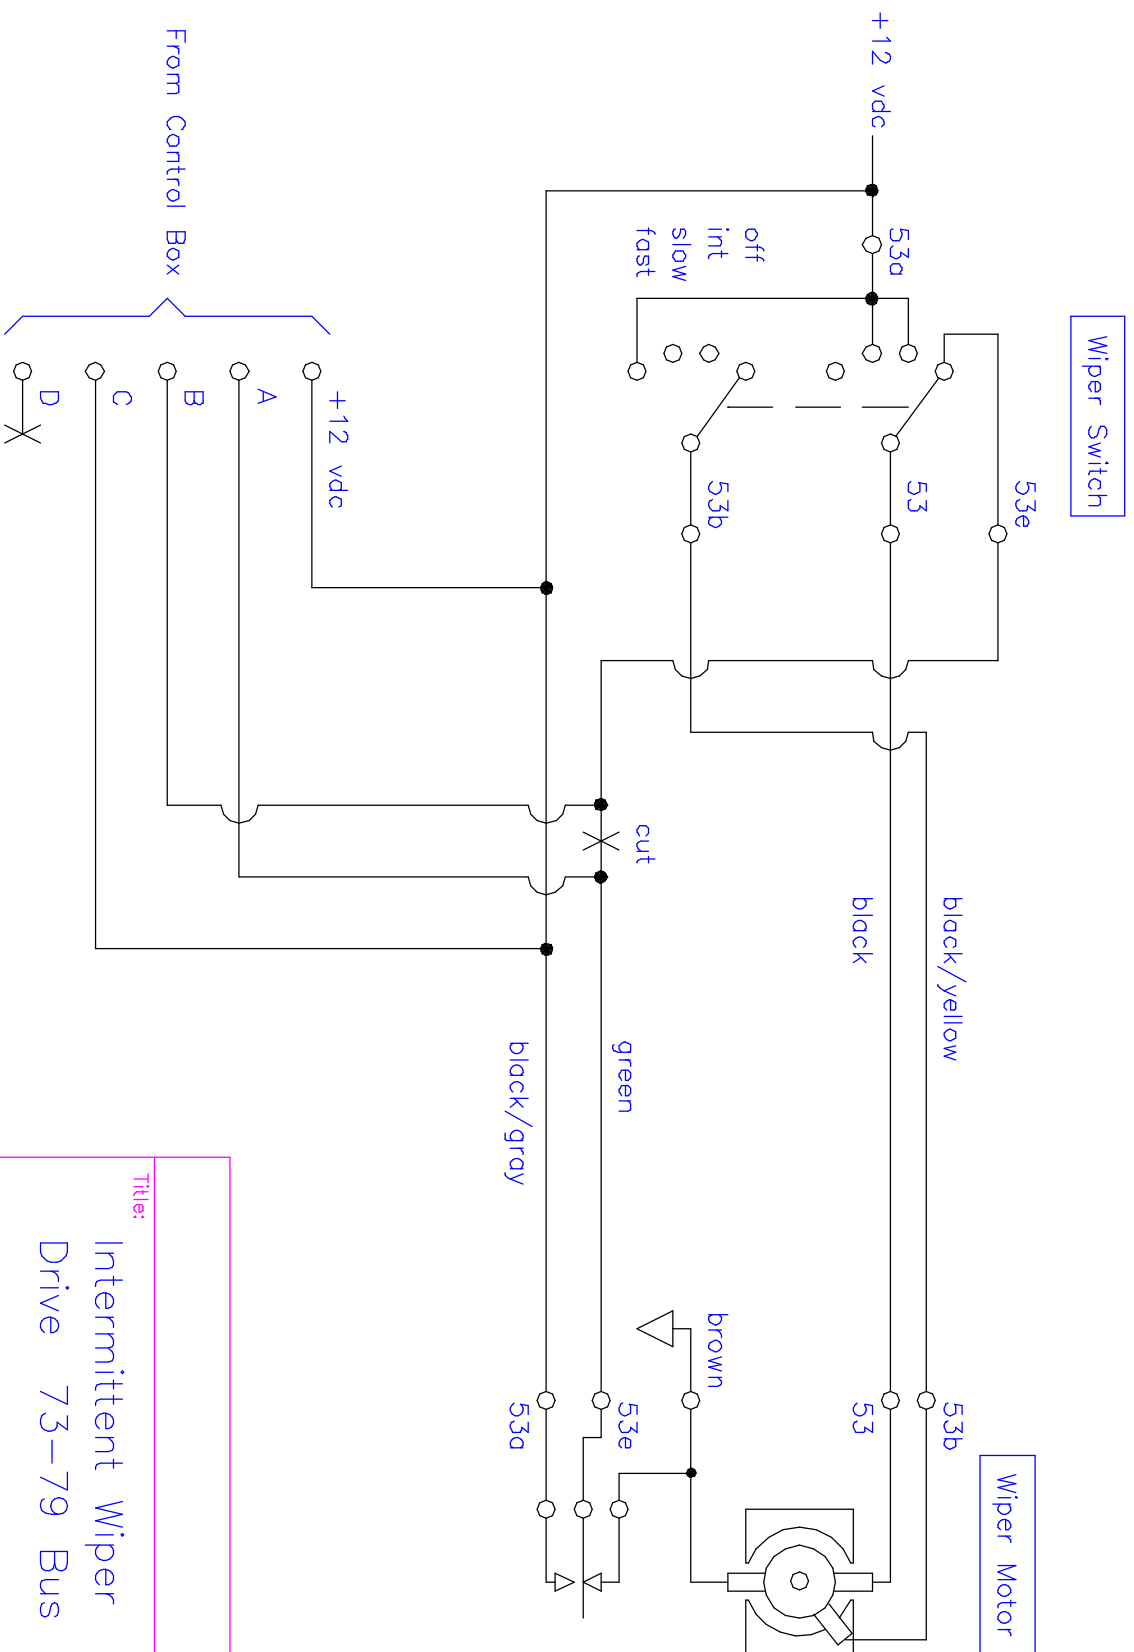 Wiper Switch
Wiper Motor
+12 vdc
53a
53e
53
53b
off
int
slow
fast
53b
53
black/yellow
black
brown
cut
green
53e
black/gray
53a
From Control Box
+12 vdc
A
B
C
D
Title:
Intermittent Wiper
Drive 73-79 Bus